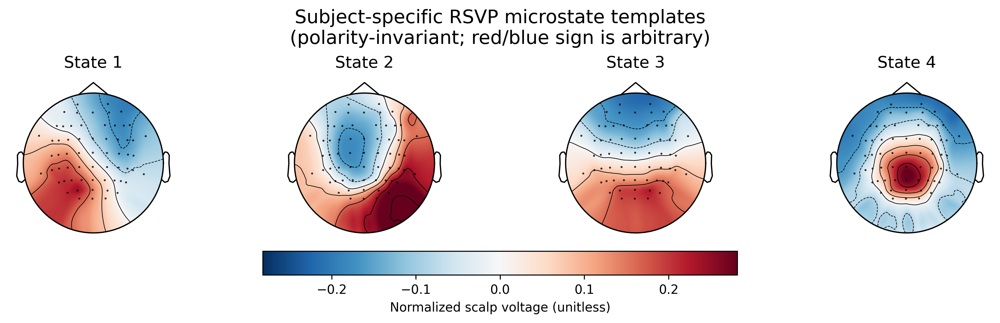 Subject-specific RSVP microstate templates
(polarity-invariant; red/blue sign is arbitrary)
State 1
State 2
State 3
State 4
−0.2
−0.1
0.0
0.1
0.2
Normalized scalp voltage (unitless)